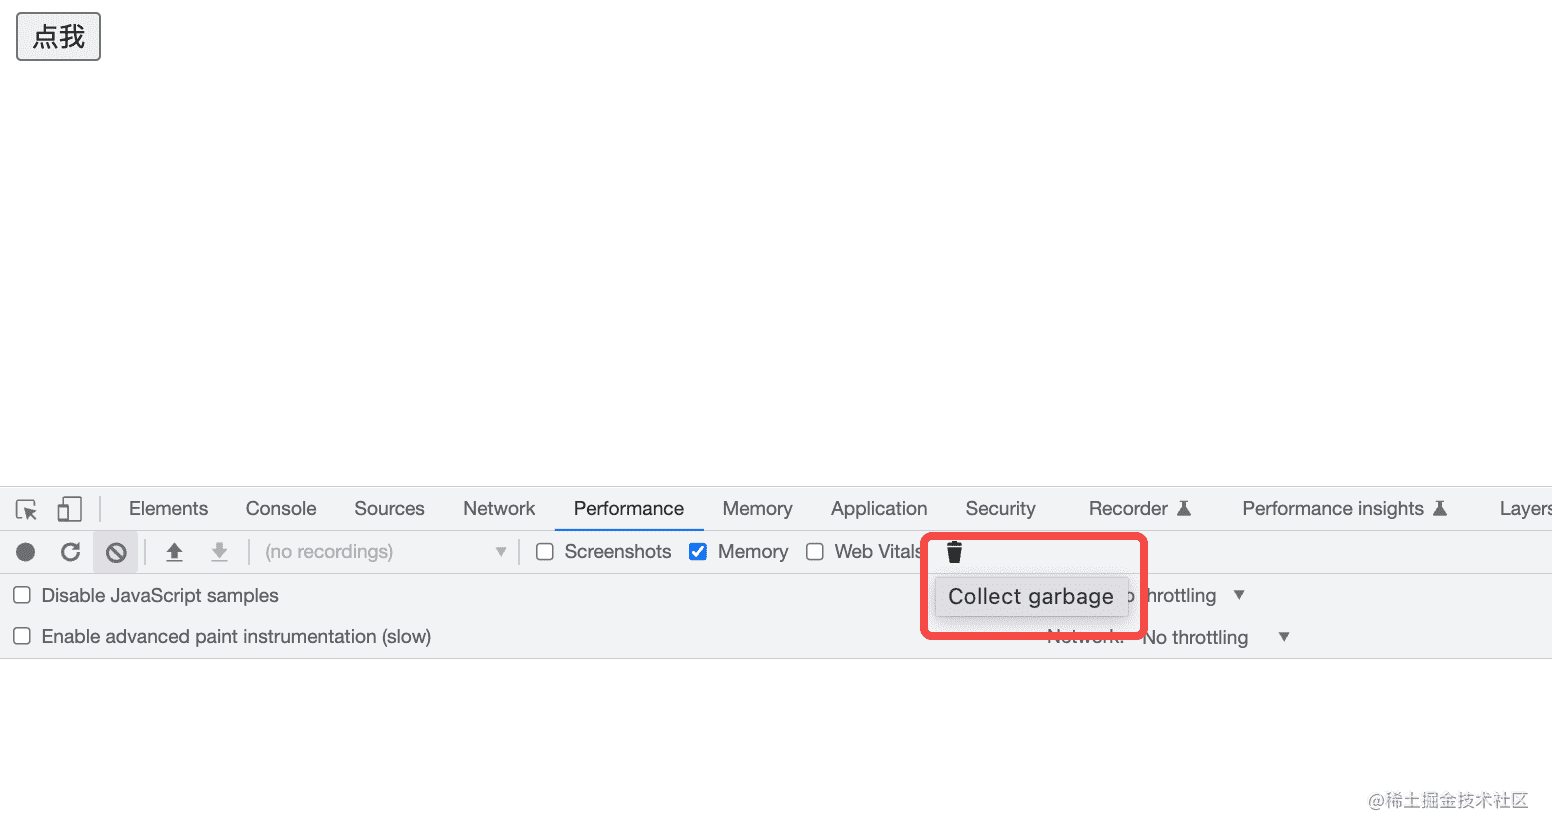 点我
Elements Console Sources Network Performance Memory Application Security Recorder Performance insights Layers
(no recordings) Screenshots Memory Web Vitals
Disable JavaScript samples Collect garbage throttling
Enable advanced paint instrumentation (slow) Network: No throttling
@稀土掘金技术社区